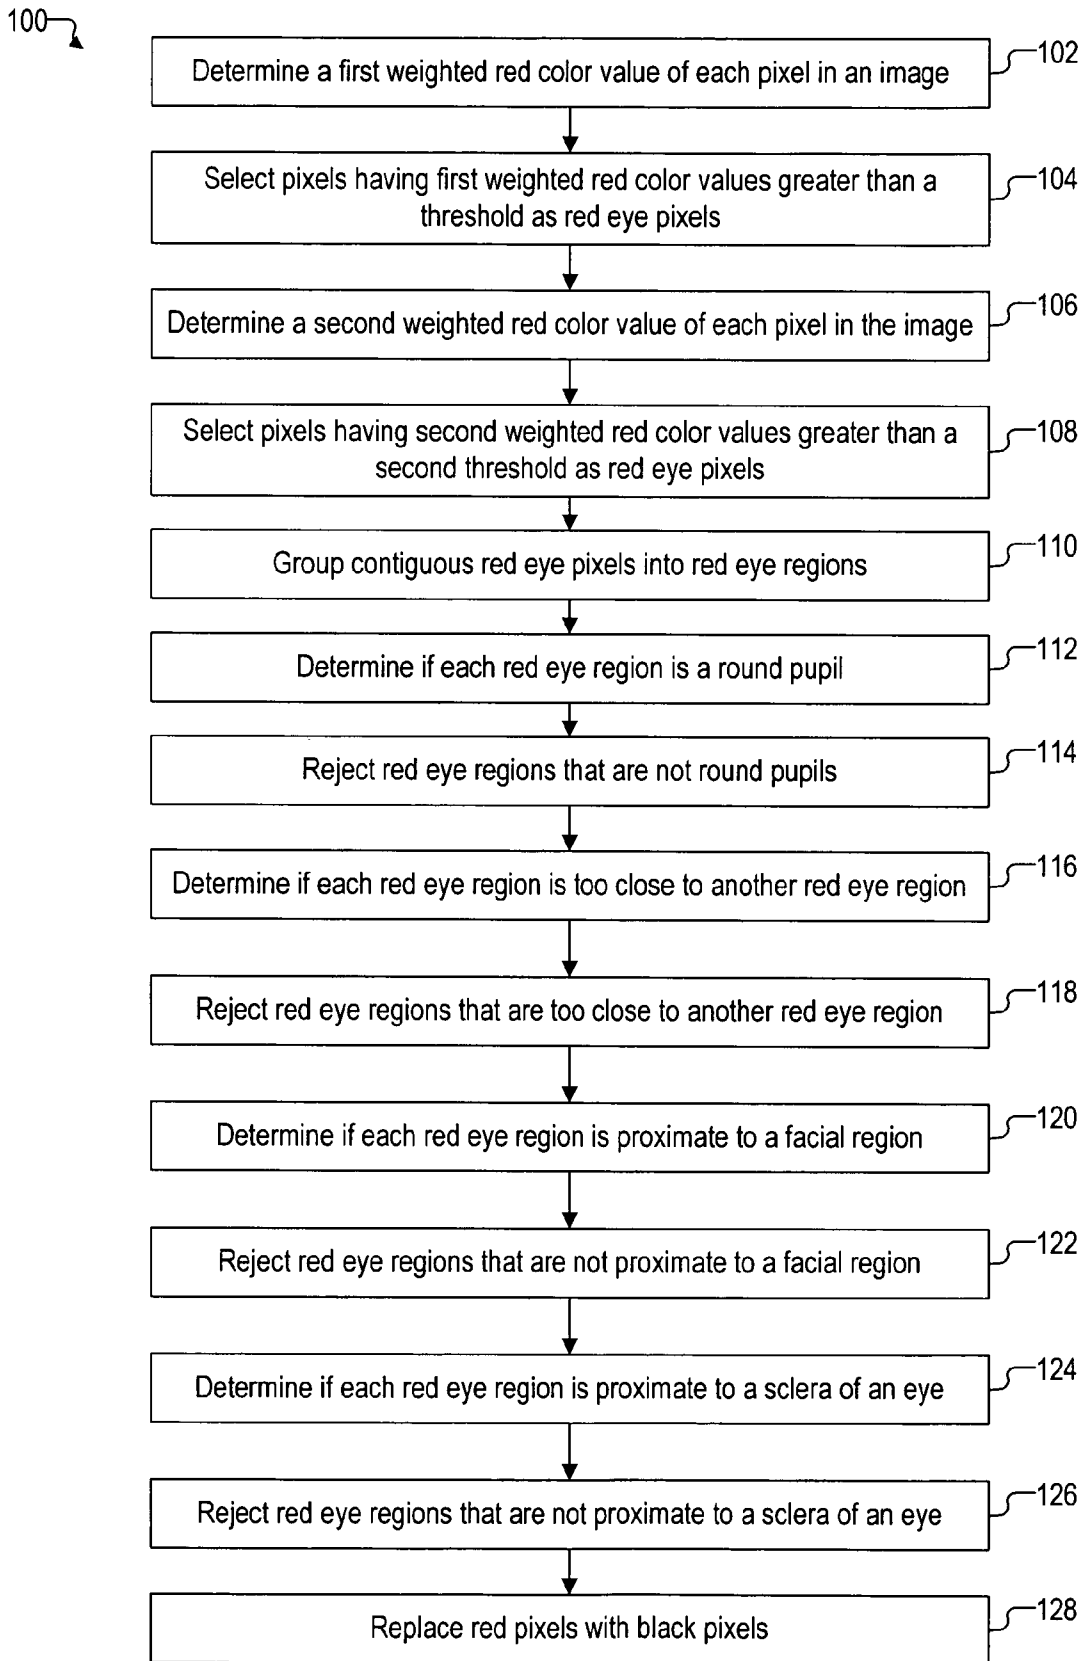 100
Determine a first weighted red color value of each pixel in an image
102
Select pixels having first weighted red color values greater than a
threshold as red eye pixels
104
Determine a second weighted red color value of each pixel in the image
106
Select pixels having second weighted red color values greater than a
second threshold as red eye pixels
108
Group contiguous red eye pixels into red eye regions
110
Determine if each red eye region is a round pupil
112
Reject red eye regions that are not round pupils
114
Determine if each red eye region is too close to another red eye region
116
Reject red eye regions that are too close to another red eye region
118
Determine if each red eye region is proximate to a facial region
120
Reject red eye regions that are not proximate to a facial region
122
Determine if each red eye region is proximate to a sclera of an eye
124
Reject red eye regions that are not proximate to a sclera of an eye
126
Replace red pixels with black pixels
128